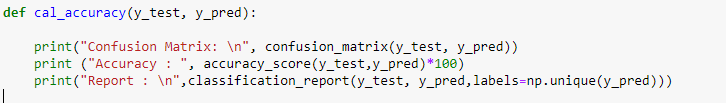 def cal_accuracy(y_test, y_pred):
print("Confusion Matrix: \n", confusion_matrix(y_test, y_pred))
print ("Accuracy : ", accuracy_score(y_test,y_pred)*100)
print("Report : \n",classification_report(y_test, y_pred,labels=np.unique(y_pred)))